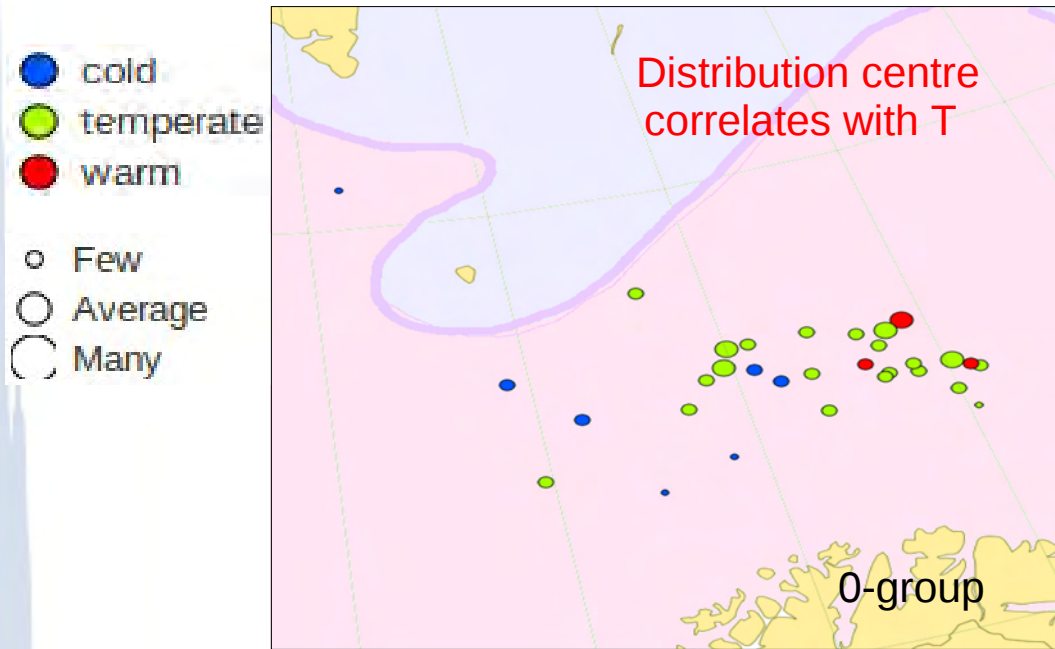 cold
temperate
warm
Few
Average
Many
Distribution centre
correlates with T
0-group